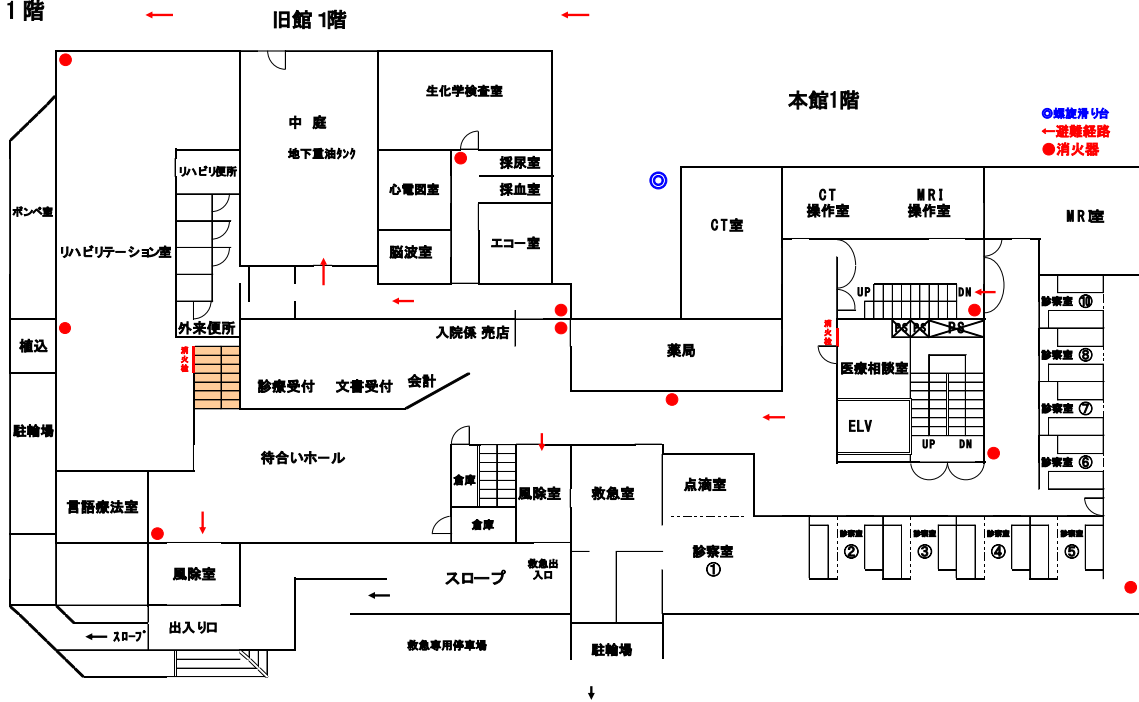 1階
旧館 1階
本館1階
◎螺旋滑り台
←避難経路
●消火器
生化学検査室
中 庭
地下重油タンク
採尿室
採血室
心電図室
エコー室
脳波室
リハビリ便所
ボンベ室
リハビリテーション室
外来便所
植込
駐輪場
消火栓
CT室
CT
操作室
MRI
操作室
MRI室
UP
DN
PS
PS
PS
消火栓
医療相談室
ELV
UP
DN
診察室 ⑩
診察室 ⑧
診察室 ⑦
診察室 ⑥
入院係 売店
薬局
診療受付
文書受付
会計
待合いホール
倉庫
倉庫
風除室
救急室
点滴室
診察室
①
診察室
②
診察室
③
診察室
④
診察室
⑤
言語療法室
風除室
スロープ
救急出
入口
← スロープ
出入り口
救急専用停車場
駐輪場